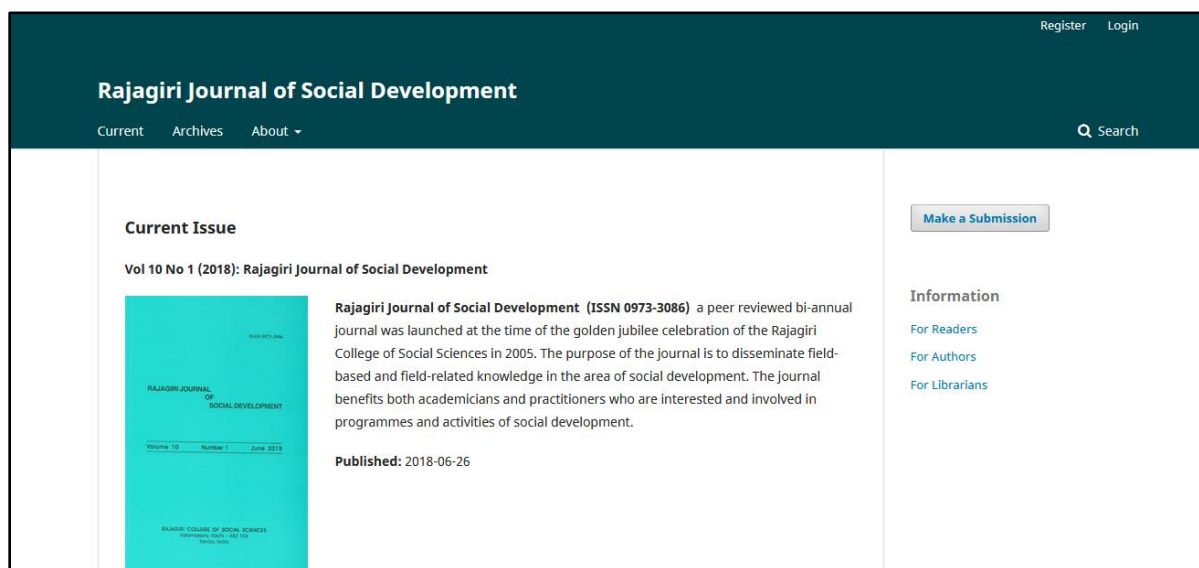 Register Login
Rajagiri Journal of Social Development
Current Archives About
Search
Current Issue
Vol 10 No 1 (2018): Rajagiri Journal of Social Development
ISSN 0973-3086
RAJAGIRI JOURNAL
OF
SOCIAL DEVELOPMENT
Volume 10 Number 1 June 2018
RAJAGIRI COLLEGE OF SOCIAL SCIENCES
Kerala, India
Rajagiri Journal of Social Development (ISSN 0973-3086) a peer reviewed bi-annual
journal was launched at the time of the golden jubilee celebration of the Rajagiri
College of Social Sciences in 2005. The purpose of the journal is to disseminate field-
based and field-related knowledge in the area of social development. The journal
benefits both academicians and practitioners who are interested and involved in
programmes and activities of social development.
Published: 2018-06-26
Make a Submission
Information
For Readers
For Authors
For Librarians